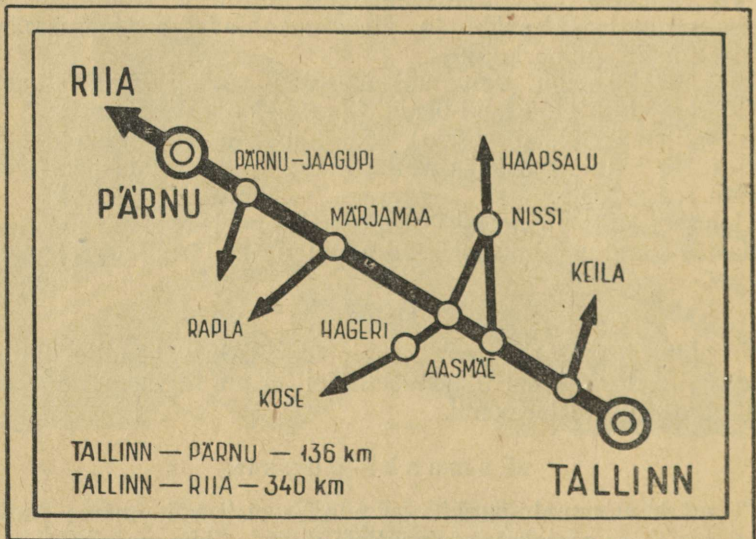 RIIA
PÄRNU-JAAGUPI
HAAPSALU
PÄRNU
MÄRJAMAA
NISSI
KEILA
RAPLA
HAGERI
AASMÄE
KOSE
TALLINN — PÄRNU — 136 km
TALLINN — RIIA — 340 km
TALLINN